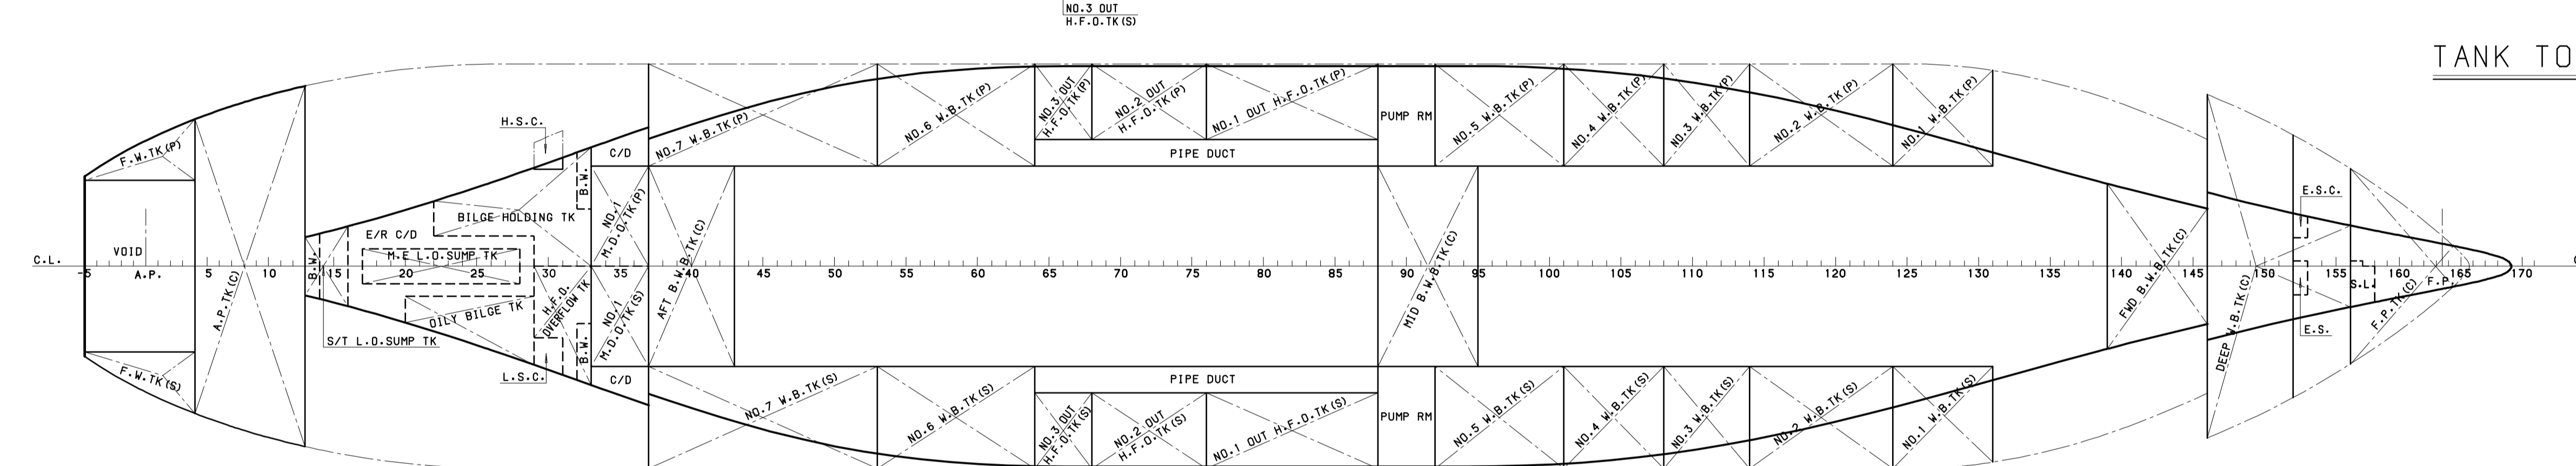 NO.3 OUT
H.F.O.TK(S)
TANK TO
H.S.C.
C/D
NO.7 W.B.TK(P)
NO.6 W.B.TK(P)
NO.3 OUT
H.F.O.TK(P)
NO.2 OUT
H.F.O.TK(P)
NO.1 OUT H.F.O.TK(P)
PUMP RM
PIPE DUCT
NO.5 W.B.TK(P)
NO.4 W.B.TK(P)
NO.3 W.B.TK(P)
NO.2 W.B.TK(P)
NO.1 W.B.TK(P)
F.W.TK(P)
B.W.
BILGE HOLDING TK
NO.1
M.D.O.TK(P)
E.S.C.
E/R C/D
VOID
M.E L.O.SUMP TK
AFT B.W.B.TK(C)
MID B.W.B.TK(C)
FWD B.W.B.TK(C)
C.L.
B.W.
-5 A.P. 5 10 15 20 25 30 35 40 45 50 55 60 65 70 75 80 85 90 95 100 105 110 115 120 125 130 135 140 145 150 155 160 165 170
F.P.
A.P.TK(C)
S.L.
F.P.TK(C)
DEEP W.B.TK(C)
H.F.O.
OVERFLOW TK
OILY BILGE TK
NO.1
M.D.O.TK(S)
E.S.
S/T L.O.SUMP TK
B.W.
L.S.C.
F.W.TK(S)
C/D
PIPE DUCT
NO.7 W.B.TK(S)
NO.6 W.B.TK(S)
NO.3 OUT
H.F.O.TK(S)
NO.2 OUT
H.F.O.TK(S)
NO.1 OUT H.F.O.TK(S)
PUMP RM
NO.5 W.B.TK(S)
NO.4 W.B.TK(S)
NO.3 W.B.TK(S)
NO.2 W.B.TK(S)
NO.1 W.B.TK(S)